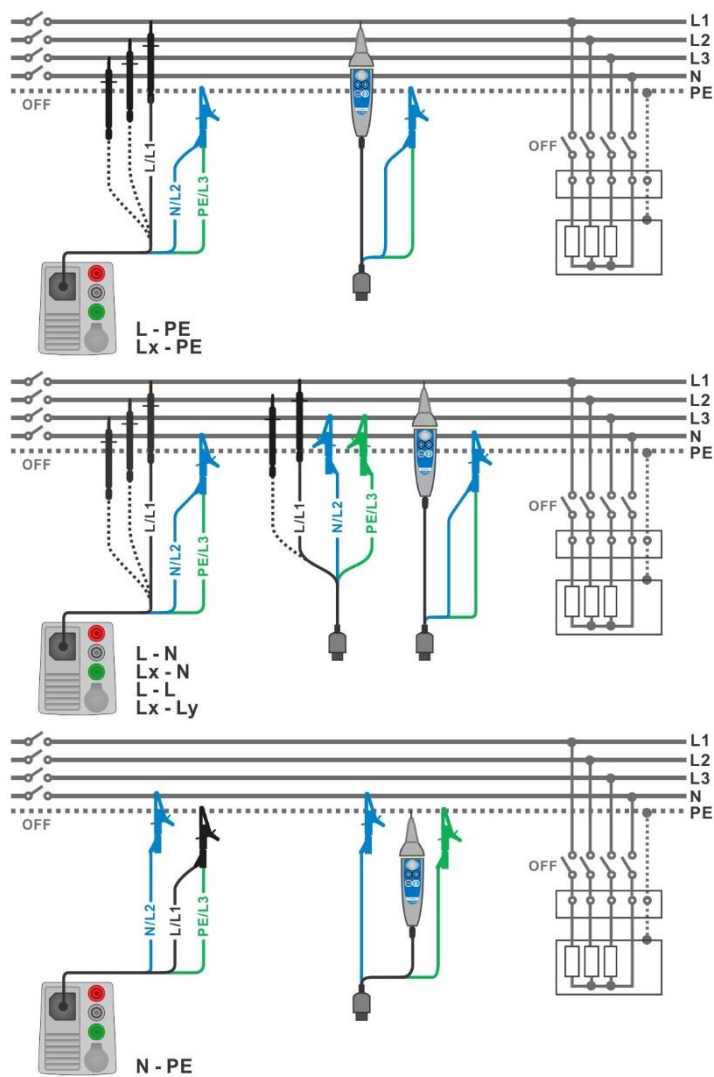 L1
L2
L3
N
PE
OFF
L/L1
N/L2
PE/L3
OFF
L - PE
Lx - PE
L1
L2
L3
N
PE
OFF
L/L1
N/L2
PE/L3
L/L1
N/L2
PE/L3
OFF
L - N
Lx - N
L - L
Lx - Ly
L1
L2
L3
N
PE
OFF
N/L2
L/L1
PE/L3
OFF
N - PE